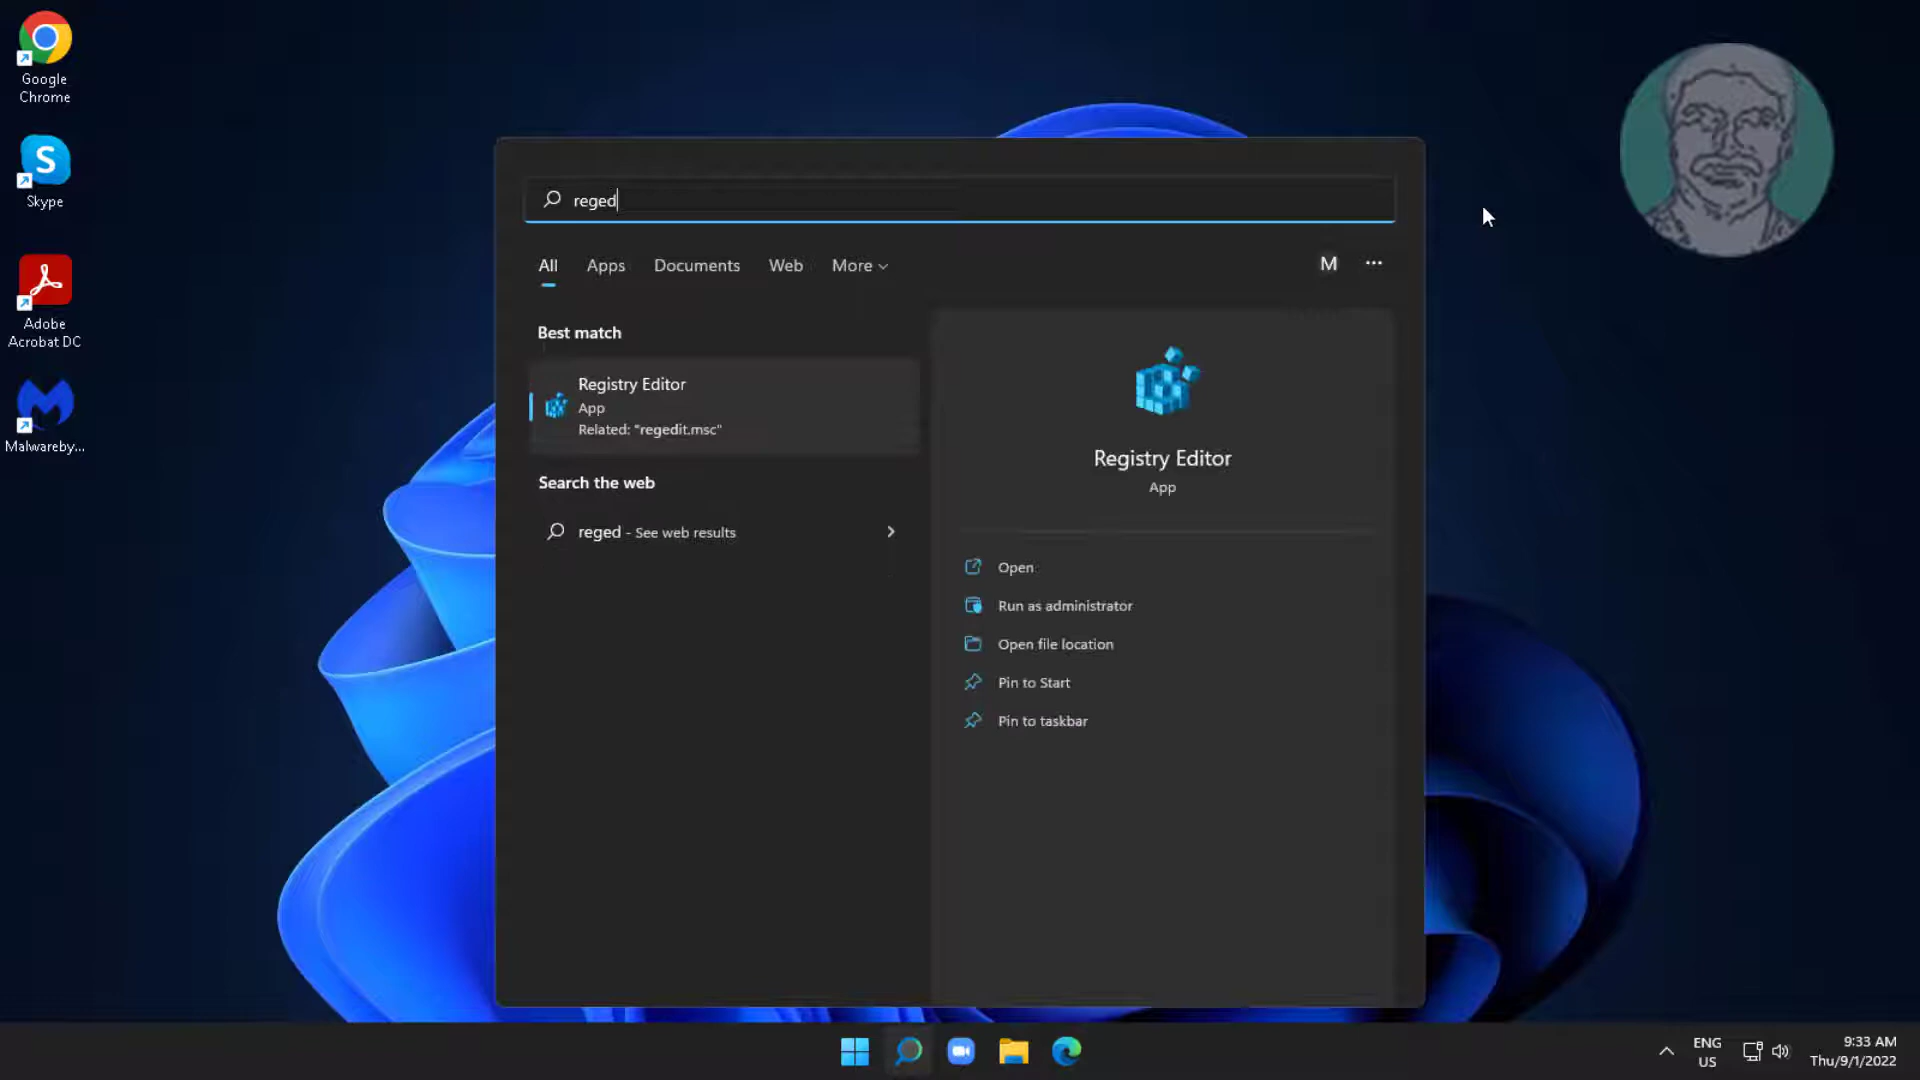 Google
Chrome
S
Skype
Adobe
Acrobat DC
Malwareby...
reged
All
Apps
Documents
Web
More
M
Best match
Registry Editor
App
Related: "regedit.msc"
Search the web
reged - See web results
Registry Editor
App
Open
Run as administrator
Open file location
Pin to Start
Pin to taskbar
ENG
US
9:33 AM
Thu/9/1/2022